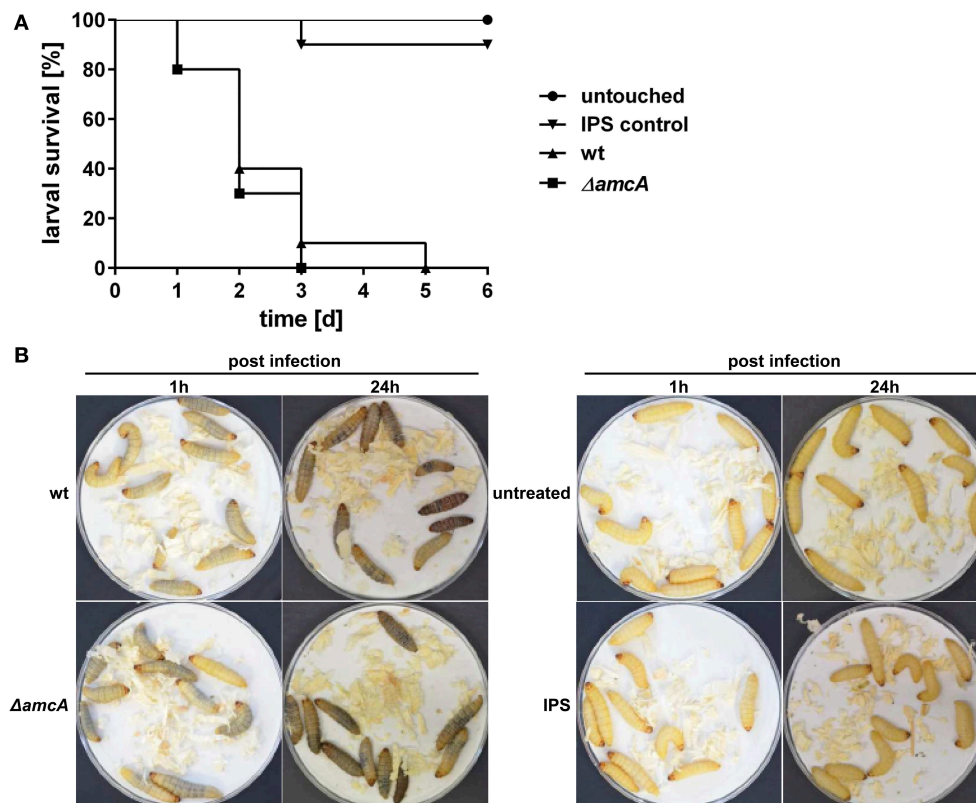 A
larval survival [%]
100
80
60
40
20
0
0 1 2 3 4 5 6
time [d]
untouched
IPS control
wt
ΔamcA
B
post infection
1h 24h
wt
ΔamcA
post infection
1h 24h
untreated
IPS